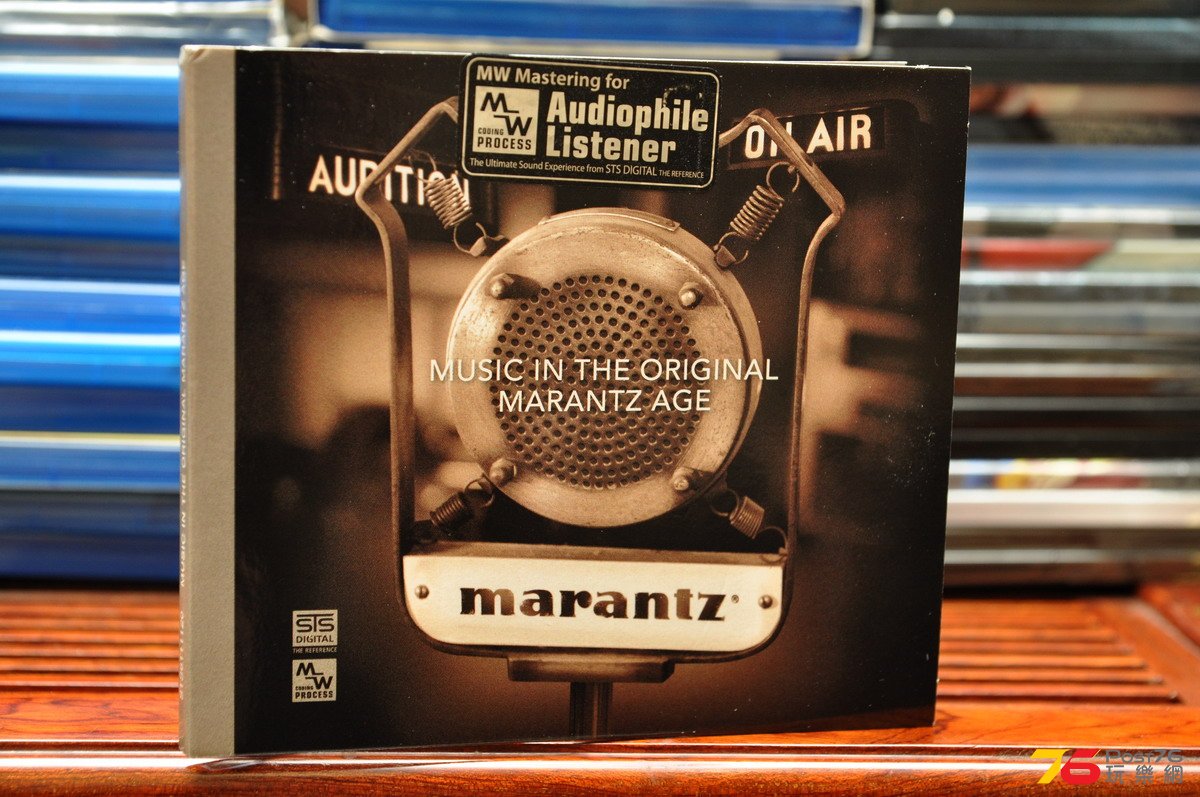 MW Mastering for
MW
CODING
PROCESS
Audiophile
Listener
The Ultimate Sound Experience from STS DIGITAL THE REFERENCE
AUDITION
ON AIR
MUSIC IN THE ORIGINAL
MARANTZ AGE
marantz®
STS
DIGITAL
THE REFERENCE
MW
CODING
PROCESS
MUSIC IN THE ORIGINAL MARANTZ AGE
76 Post76
玩樂網